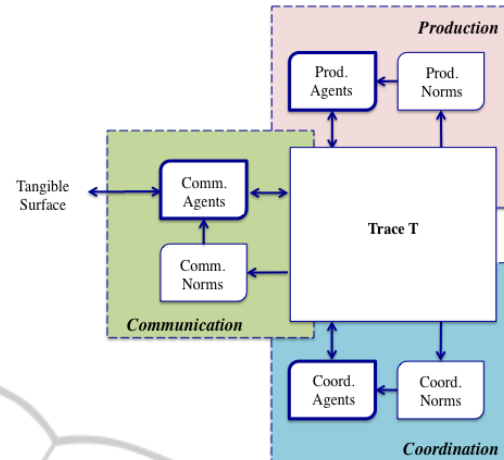 Production
Prod.
Agents
Prod.
Norms
Tangible
Surface
Comm.
Agents
Trace T
Comm.
Norms
Communication
Coord.
Agents
Coord.
Norms
Coordination